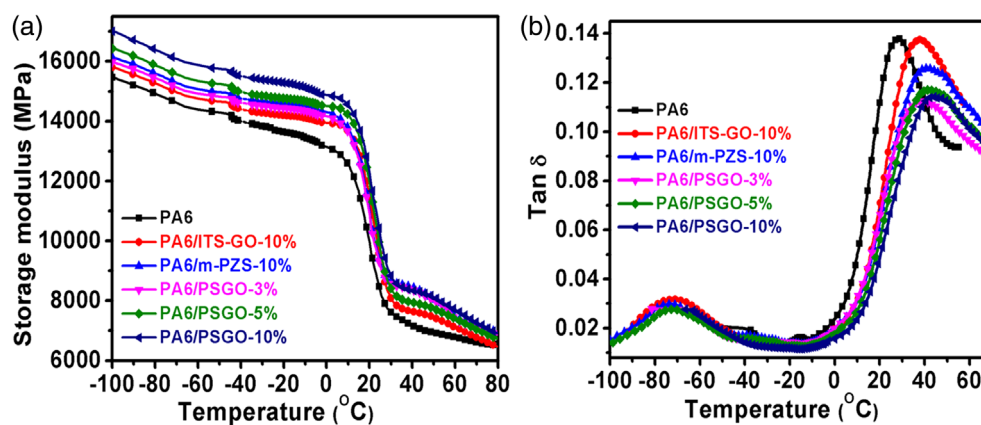 (a)
Storage modulus (MPa)
16000
14000
12000
10000
8000
6000
PA6
PA6/ITS-GO-10%
PA6/m-PZS-10%
PA6/PSGO-3%
PA6/PSGO-5%
PA6/PSGO-10%
-100 -80 -60 -40 -20 0 20 40 60 80
Temperature (°C)
(b)
Tan δ
0.14
0.12
0.10
0.08
0.06
0.04
0.02
PA6
PA6/ITS-GO-10%
PA6/m-PZS-10%
PA6/PSGO-3%
PA6/PSGO-5%
PA6/PSGO-10%
-100 -80 -60 -40 -20 0 20 40 60
Temperature (°C)